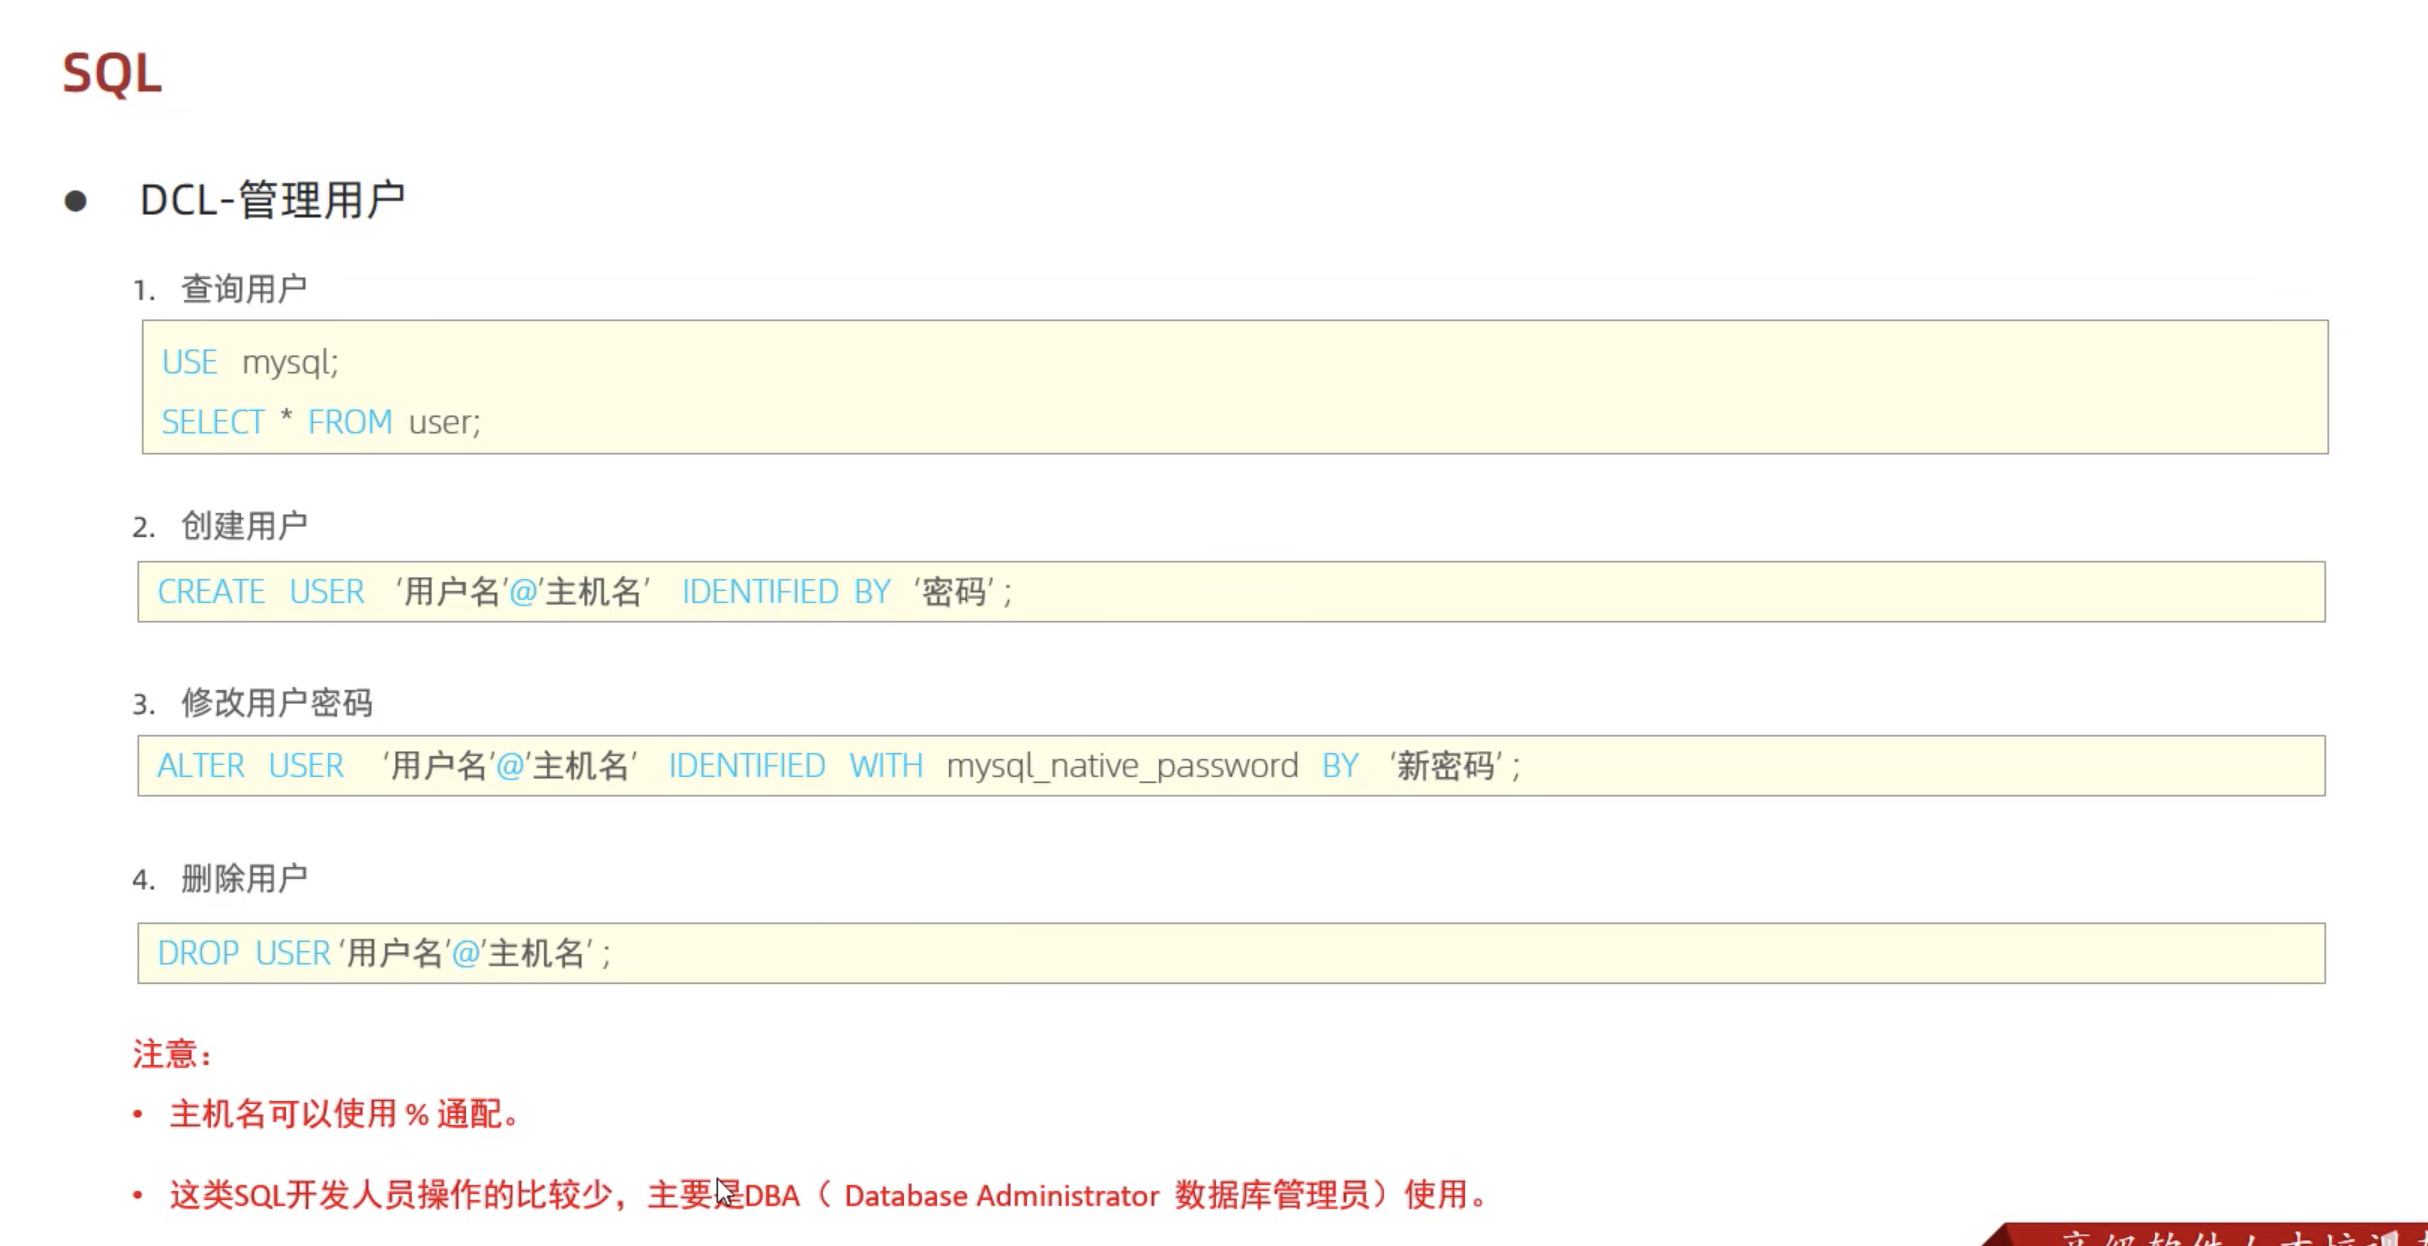 SQL
● DCL-管理用户
1. 查询用户
USE mysql;
SELECT * FROM user;
2. 创建用户
CREATE USER ‘用户名’@’主机名’ IDENTIFIED BY ‘密码’ ;
3. 修改用户密码
ALTER USER ‘用户名’@’主机名’ IDENTIFIED WITH mysql_native_password BY ‘新密码’ ;
4. 删除用户
DROP USER ‘用户名’@’主机名’ ;
注意：
• 主机名可以使用 % 通配。
• 这类SQL开发人员操作的比较少，主要是DBA（ Database Administrator 数据库管理员）使用。